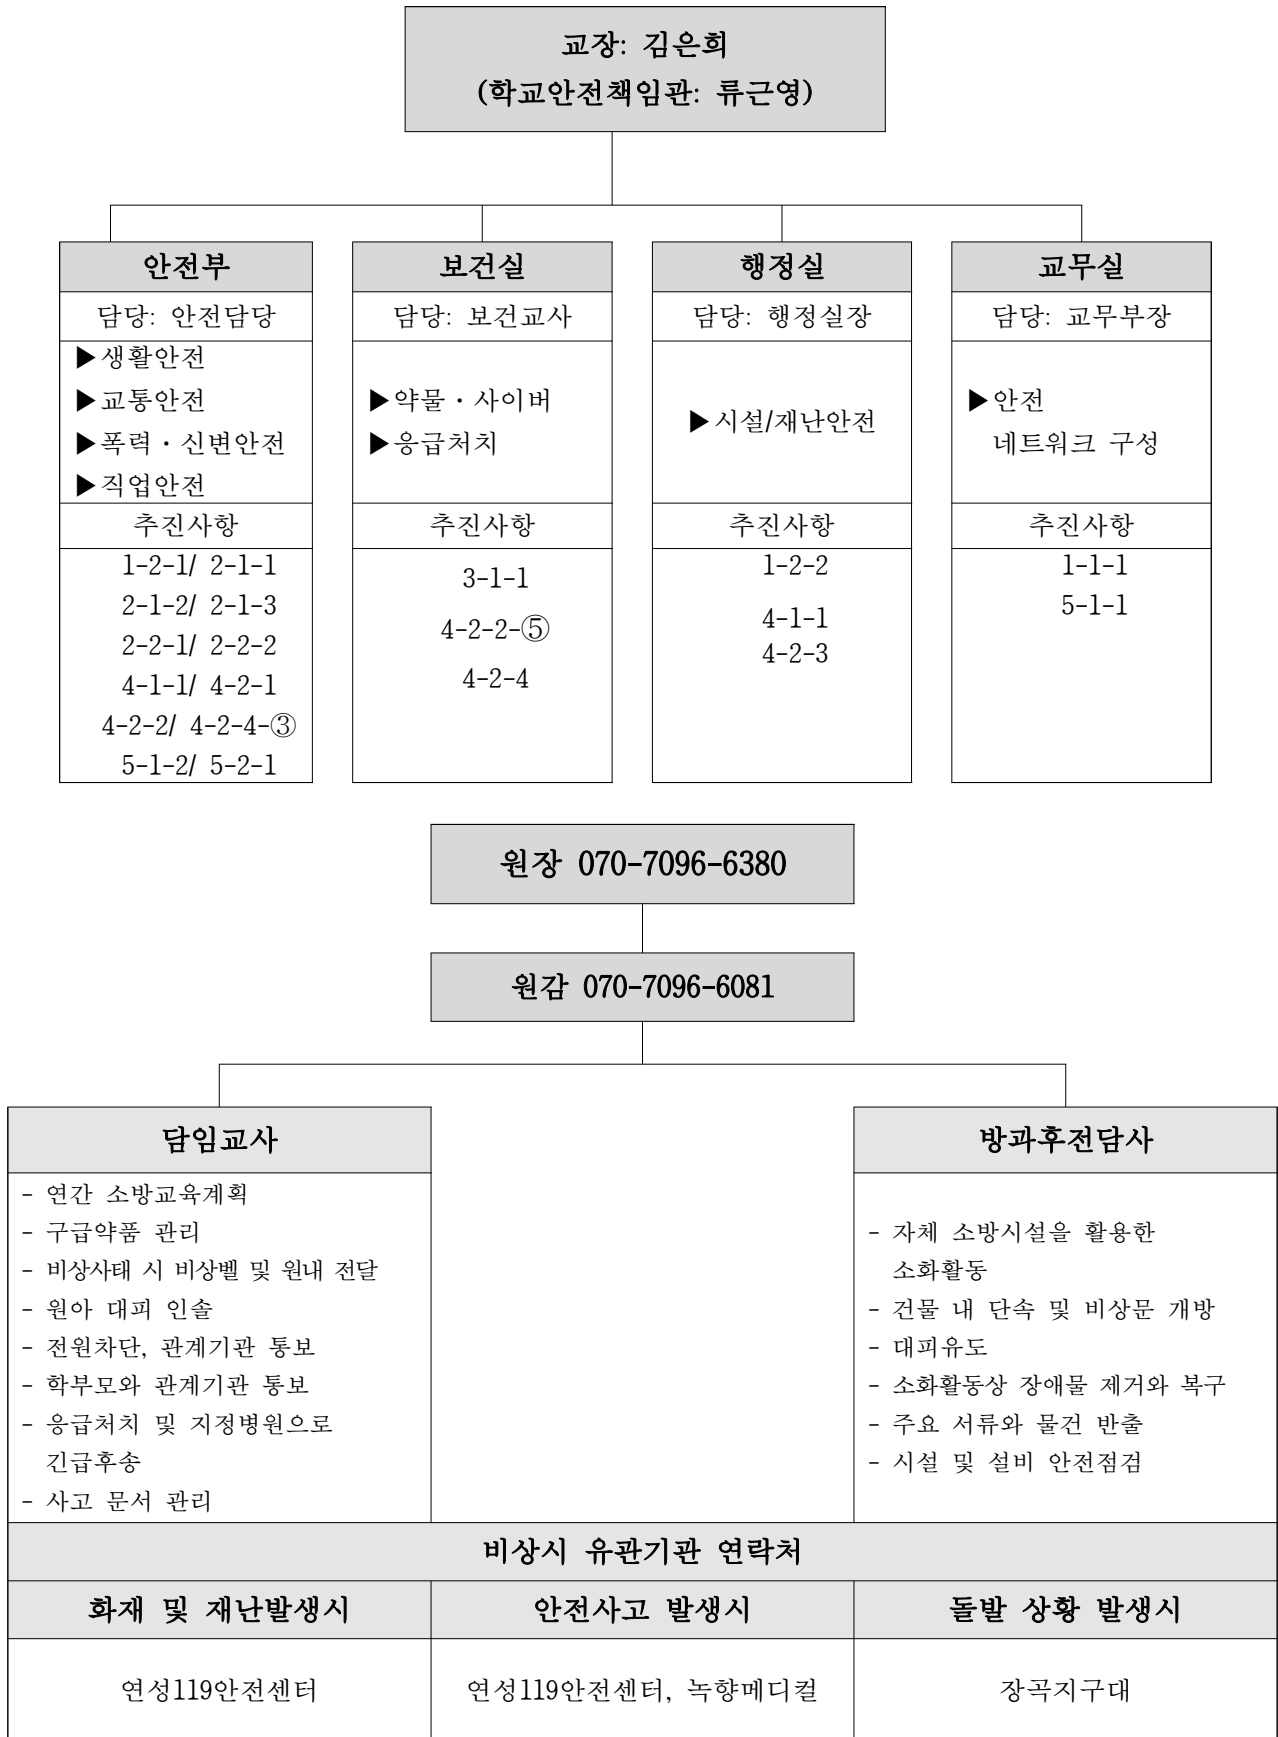 교장: 김은희
(학교안전책임관: 류근영)
안전부
담당: 안전담당
▶생활안전
▶교통안전
▶폭력・신변안전
▶직업안전
추진사항
1-2-1/ 2-1-1
2-1-2/ 2-1-3
2-2-1/ 2-2-2
4-1-1/ 4-2-1
4-2-2/ 4-2-4-③
5-1-2/ 5-2-1
보건실
담당: 보건교사
▶약물・사이버
▶응급처치
추진사항
3-1-1
4-2-2-⑤
4-2-4
행정실
담당: 행정실장
▶시설/재난안전
추진사항
1-2-2
4-1-1
4-2-3
교무실
담당: 교무부장
▶안전
네트워크 구성
추진사항
1-1-1
5-1-1
원장 070-7096-6380
원감 070-7096-6081
담임교사
- 연간 소방교육계획
- 구급약품 관리
- 비상사태 시 비상벨 및 원내 전달
- 원아 대피 인솔
- 전원차단, 관계기관 통보
- 학부모와 관계기관 통보
- 응급처치 및 지정병원으로
긴급후송
- 사고 문서 관리
방과후전담사
- 자체 소방시설을 활용한
소화활동
- 건물 내 단속 및 비상문 개방
- 대피유도
- 소화활동상 장애물 제거와 복구
- 주요 서류와 물건 반출
- 시설 및 설비 안전점검
비상시 유관기관 연락처
화재 및 재난발생시
안전사고 발생시
돌발 상황 발생시
연성119안전센터
연성119안전센터, 녹향메디컬
장곡지구대